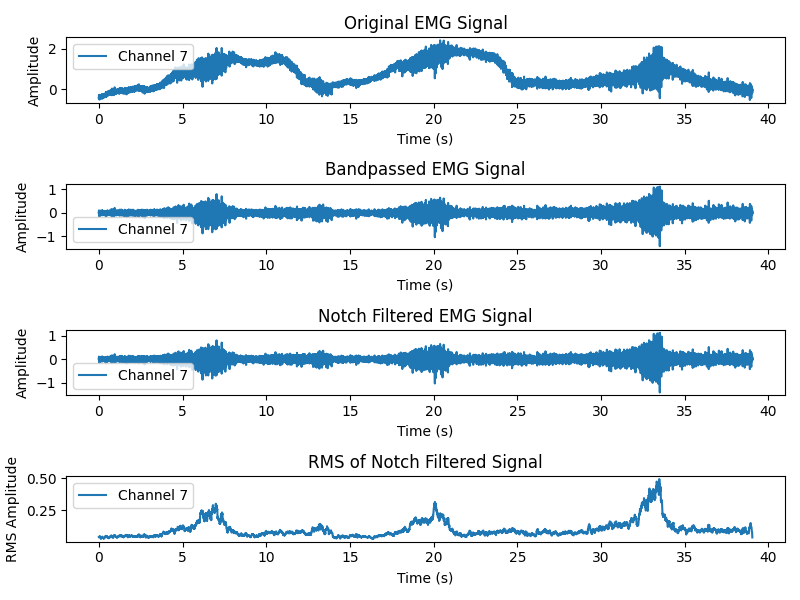 Original EMG Signal
Amplitude
2
0
Channel 7
0 5 10 15 20 25 30 35 40
Time (s)
Bandpassed EMG Signal
Amplitude
1
0
−1
Channel 7
0 5 10 15 20 25 30 35 40
Time (s)
Notch Filtered EMG Signal
Amplitude
1
0
−1
Channel 7
0 5 10 15 20 25 30 35 40
Time (s)
RMS of Notch Filtered Signal
RMS Amplitude
0.50
0.25
Channel 7
0 5 10 15 20 25 30 35 40
Time (s)